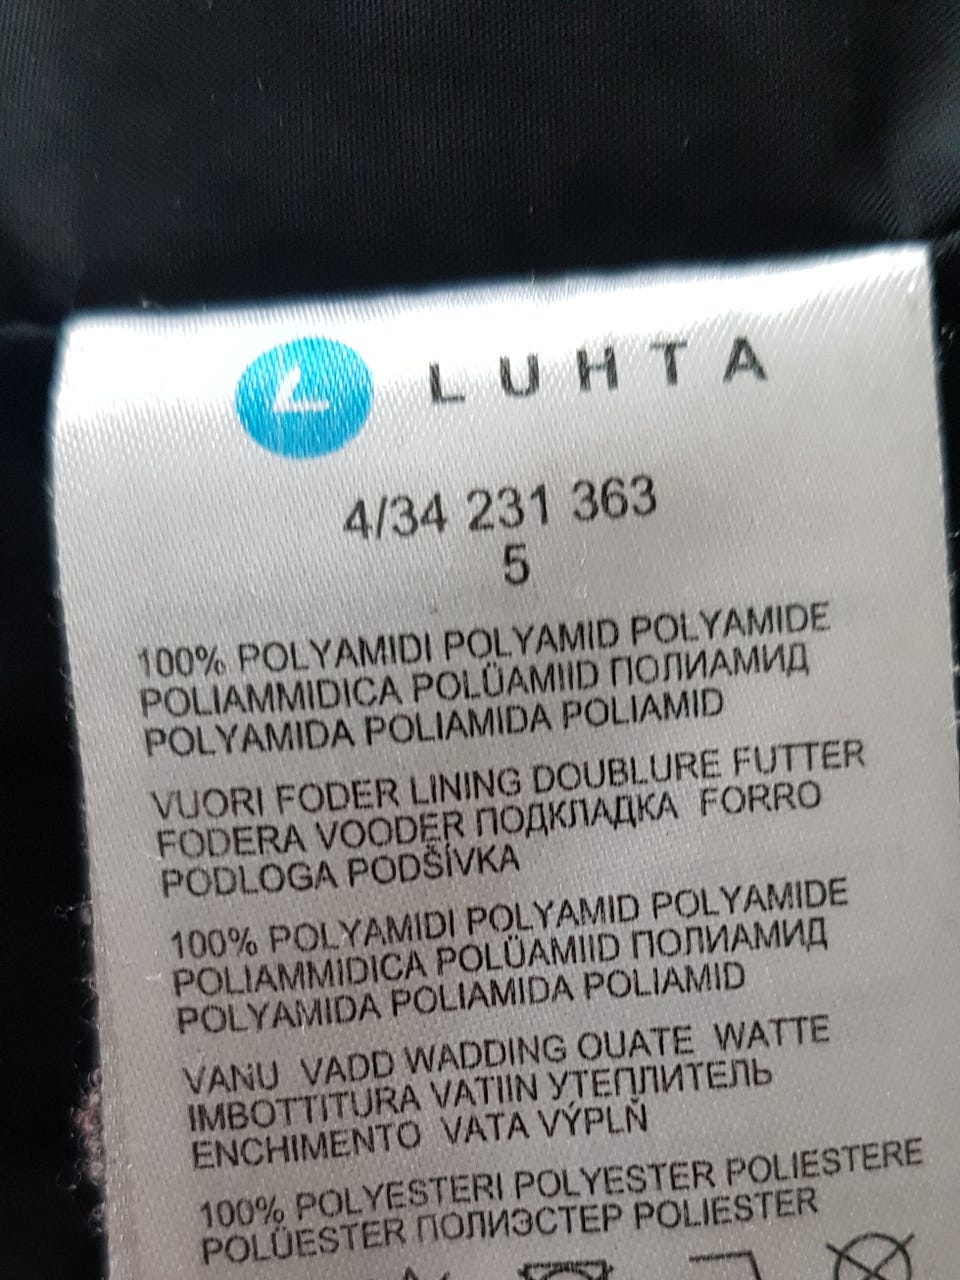 L LUHTA
4/34 231 363
5
100% POLYAMIDI POLYAMID POLYAMIDE
POLIAMMIDICA POLÜAMIID ПОЛИАМИД
POLYAMIDA POLIAMIDA POLIAMID
VUORI FODER LINING DOUBLURE FUTTER
FODERA VOODER ПОДКЛАДКА FORRO
PODLOGA PODŠÍVKA
100% POLYAMIDI POLYAMID POLYAMIDE
POLIAMMIDICA POLÜAMIID ПОЛИАМИД
POLYAMIDA POLIAMIDA POLIAMID
VANU VADD WADDING OUATE WATTE
IMBOTTITURA VATIIN УТЕПЛИТЕЛЬ
ENCHIMENTO VATA VÝPLŇ
100% POLYESTERI POLYESTER POLIESTERE
POLÜESTER ПОЛИЭСТЕР POLIESTER